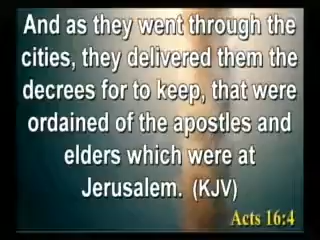 And as they went through the
cities, they delivered them the
decrees for to keep, that were
ordained of the apostles and
elders which were at
Jerusalem. (KJV)
Acts 16:4